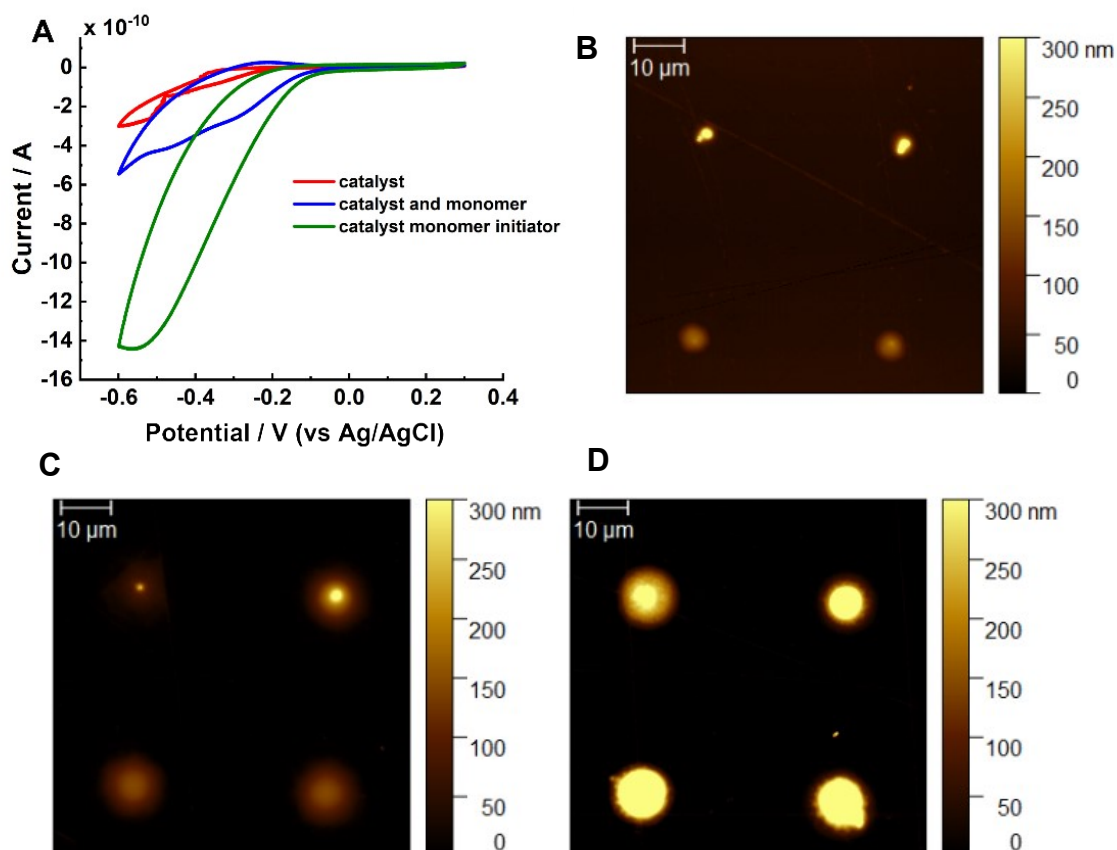 A
x 10⁻¹⁰
0
-2
-4
-6
-8
-10
-12
-14
-16
Current / A
catalyst
catalyst and monomer
catalyst monomer initiator
-0.6
-0.4
-0.2
0.0
0.2
0.4
Potential / V (vs Ag/AgCl)
B
10 µm
300 nm
250
200
150
100
50
0
C
10 µm
300 nm
250
200
150
100
50
0
D
10 µm
300 nm
250
200
150
100
50
0